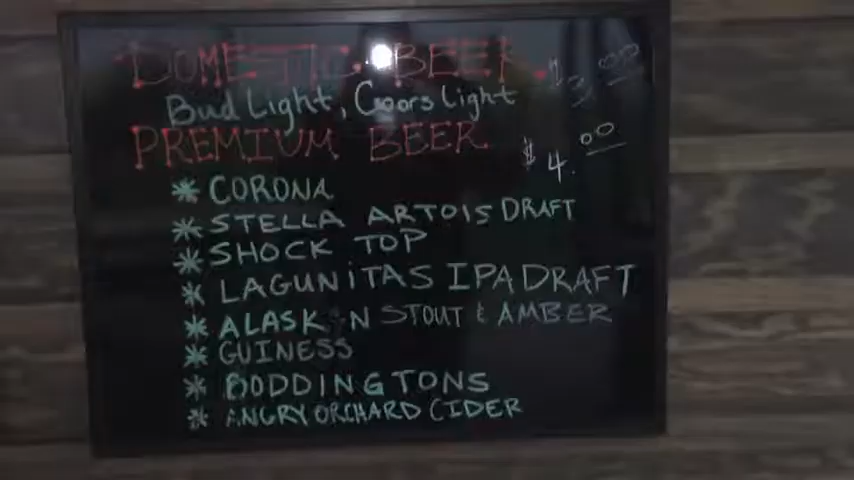 DOMESTIC BEER $3.00
Bud Light, Coors Light
PREMIUM BEER $4.00
* CORONA
* STELLA ARTOIS DRAFT
* SHOCK TOP
* LAGUNiTAS IPA DRAFT
* ALASK N STOUT & AMBER
* GUINESS
* BODDINGTONS
* ANGRY ORCHARD CIDER